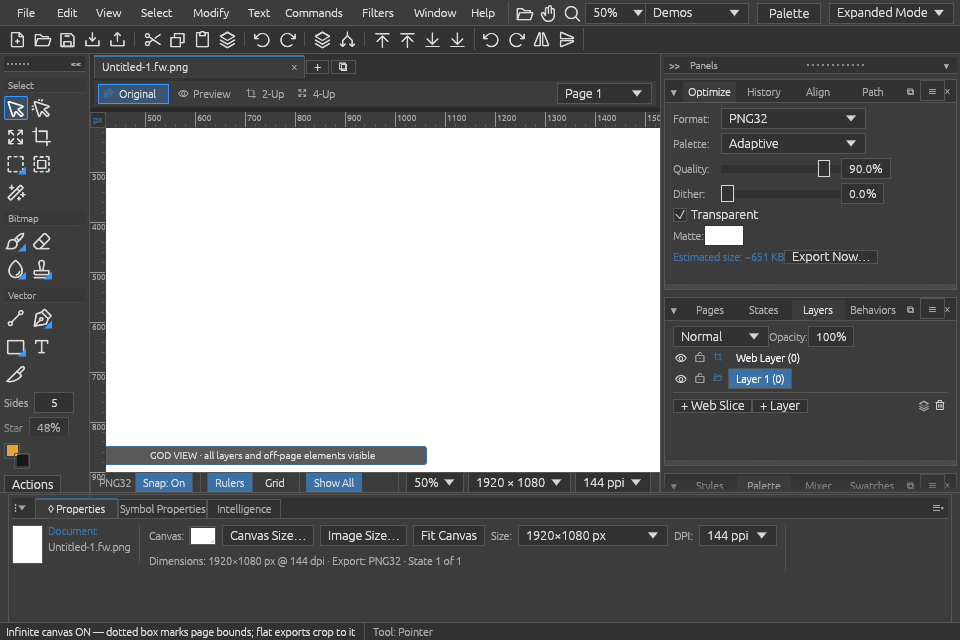 File Edit View Select Modify Text Commands Filters Window Help 50% Demos Palette Expanded Mode
Untitled-1.fw.png × +
Original Preview 2-Up 4-Up Page 1
px 500 600 700 800 900 1000 1100 1200 1300 1400 150
300
400
500
600
700
800
900
Select
Bitmap
Vector
Sides 5
Star 48%
Actions
GOD VIEW · all layers and off-page elements visible
PNG32 Snap: On Rulers Grid Show All 50% 1920 × 1080 144 ppi
>> Panels
Optimize History Align Path
Format: PNG32
Palette: Adaptive
Quality: 90.0%
Dither: 0.0%
Transparent
Matte:
Estimated size: ~651 KB Export Now...
Pages States Layers Behaviors
Normal Opacity: 100%
Web Layer (0)
Layer 1 (0)
+ Web Slice + Layer
Styles Palette Mixer Swatches
◊ Properties Symbol Properties Intelligence
Document
Untitled-1.fw.png
Canvas: Canvas Size... Image Size... Fit Canvas Size: 1920×1080 px DPI: 144 ppi
Dimensions: 1920×1080 px @ 144 dpi · Export: PNG32 · State 1 of 1
Infinite canvas ON — dotted box marks page bounds; flat exports crop to it Tool: Pointer